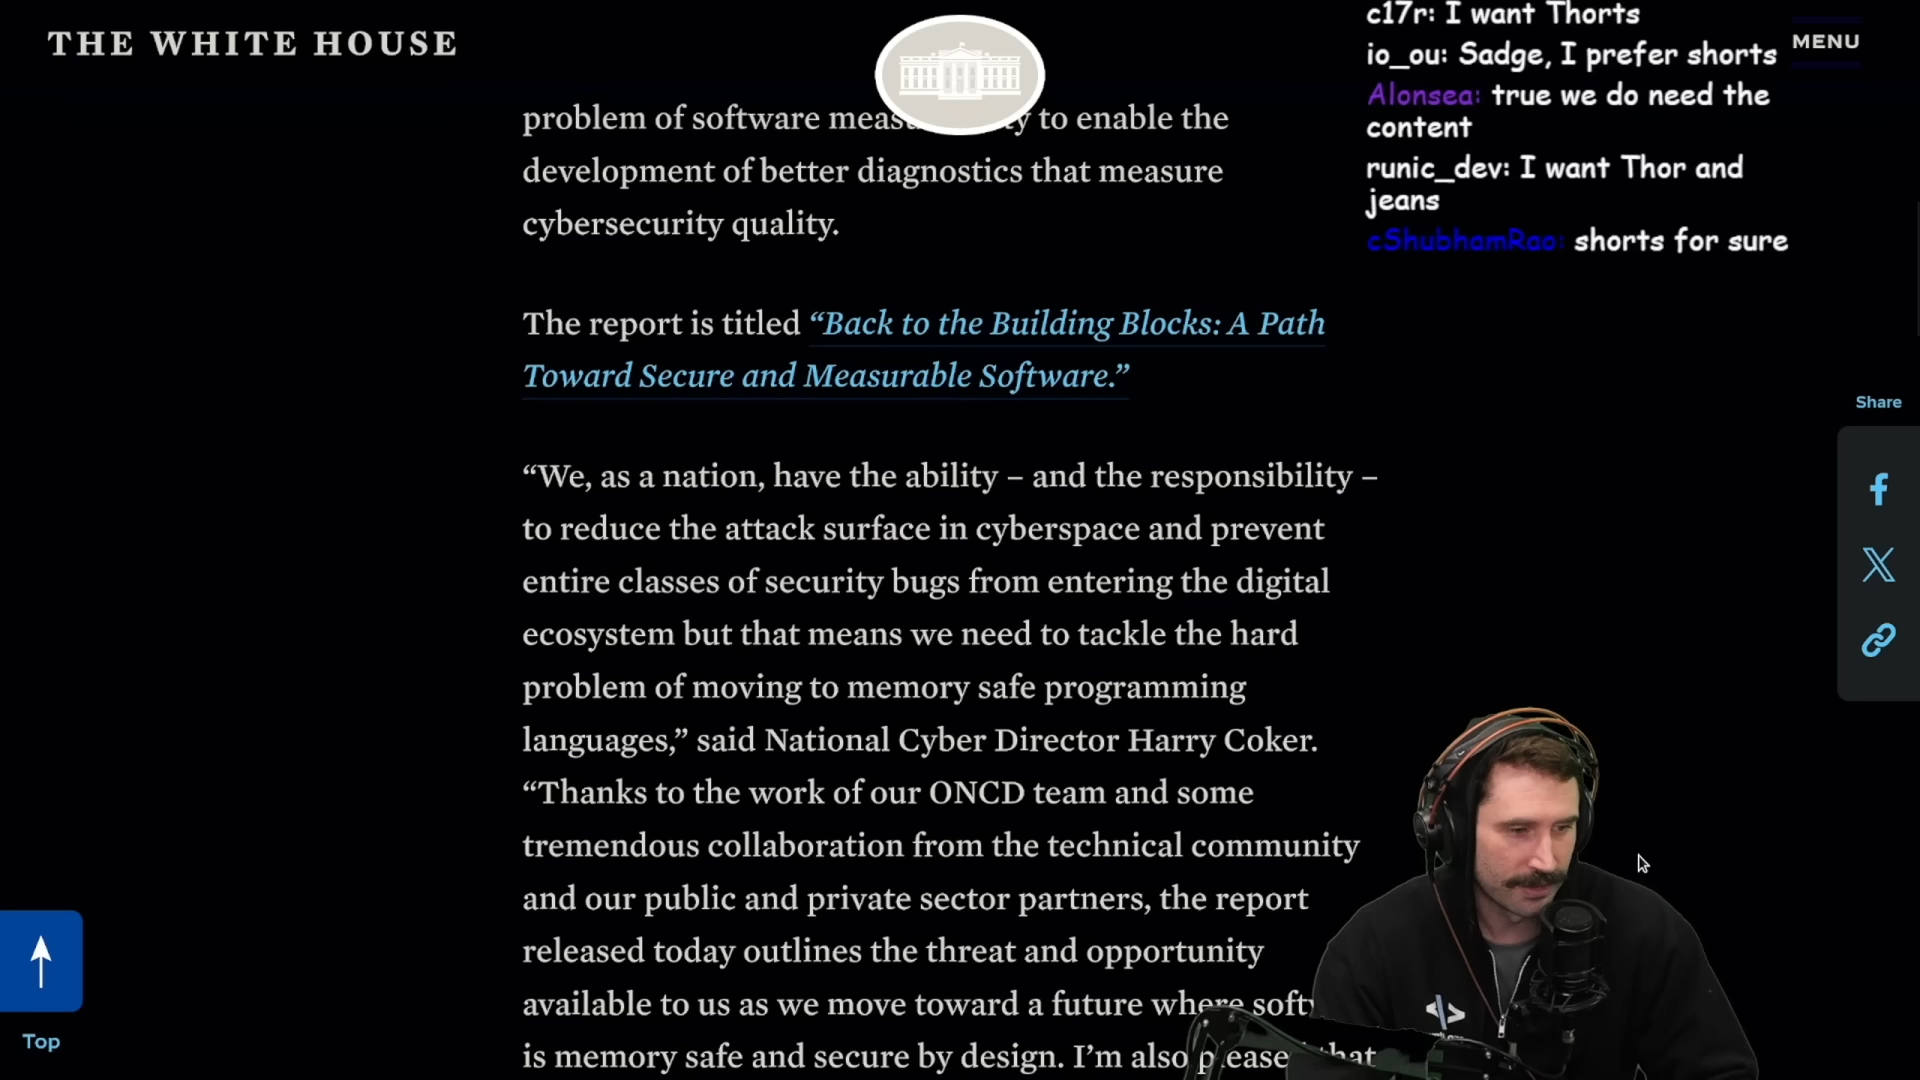 THE WHITE HOUSE
MENU
c17r: I want Thorts
io_ou: Sadge, I prefer shorts
Alonsea: true we do need the
content
runic_dev: I want Thor and
jeans
cShubhamRao: shorts for sure
problem of software to enable the
development of better diagnostics that measure
cybersecurity quality.
The report is titled “Back to the Building Blocks: A Path
Toward Secure and Measurable Software.”
“We, as a nation, have the ability – and the responsibility –
to reduce the attack surface in cyberspace and prevent
entire classes of security bugs from entering the digital
ecosystem but that means we need to tackle the hard
problem of moving to memory safe programming
languages,” said National Cyber Director Harry Coker.
“Thanks to the work of our ONCD team and some
tremendous collaboration from the technical community
and our public and private sector partners, the report
released today outlines the threat and opportunity
available to us as we move toward a future where
is memory safe and secure by design. I’m also that
Share
Top